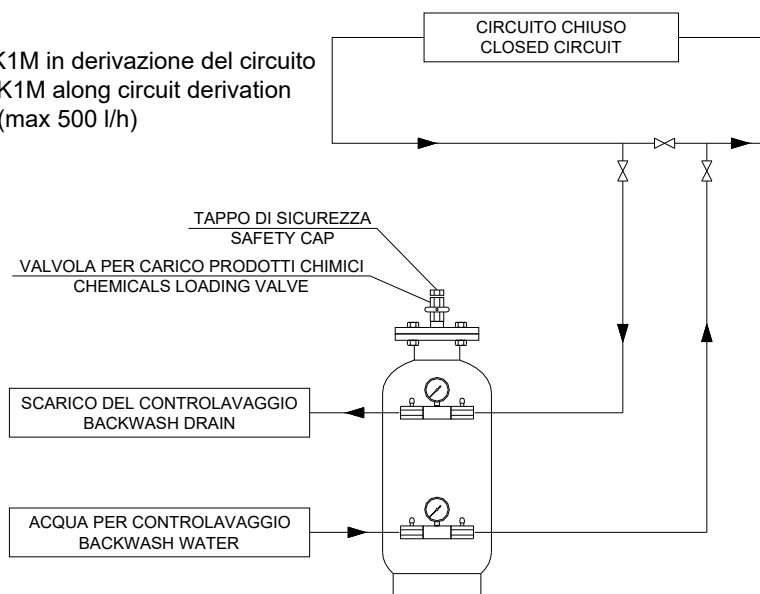 K1M in derivazione del circuito
K1M along circuit derivation
(max 500 l/h)
CIRCUITO CHIUSO
CLOSED CIRCUIT
TAPPO DI SICUREZZA
SAFETY CAP
VALVOLA PER CARICO PRODOTTI CHIMICI
CHEMICALS LOADING VALVE
SCARICO DEL CONTROLAVAGGIO
BACKWASH DRAIN
ACQUA PER CONTROLAVAGGIO
BACKWASH WATER